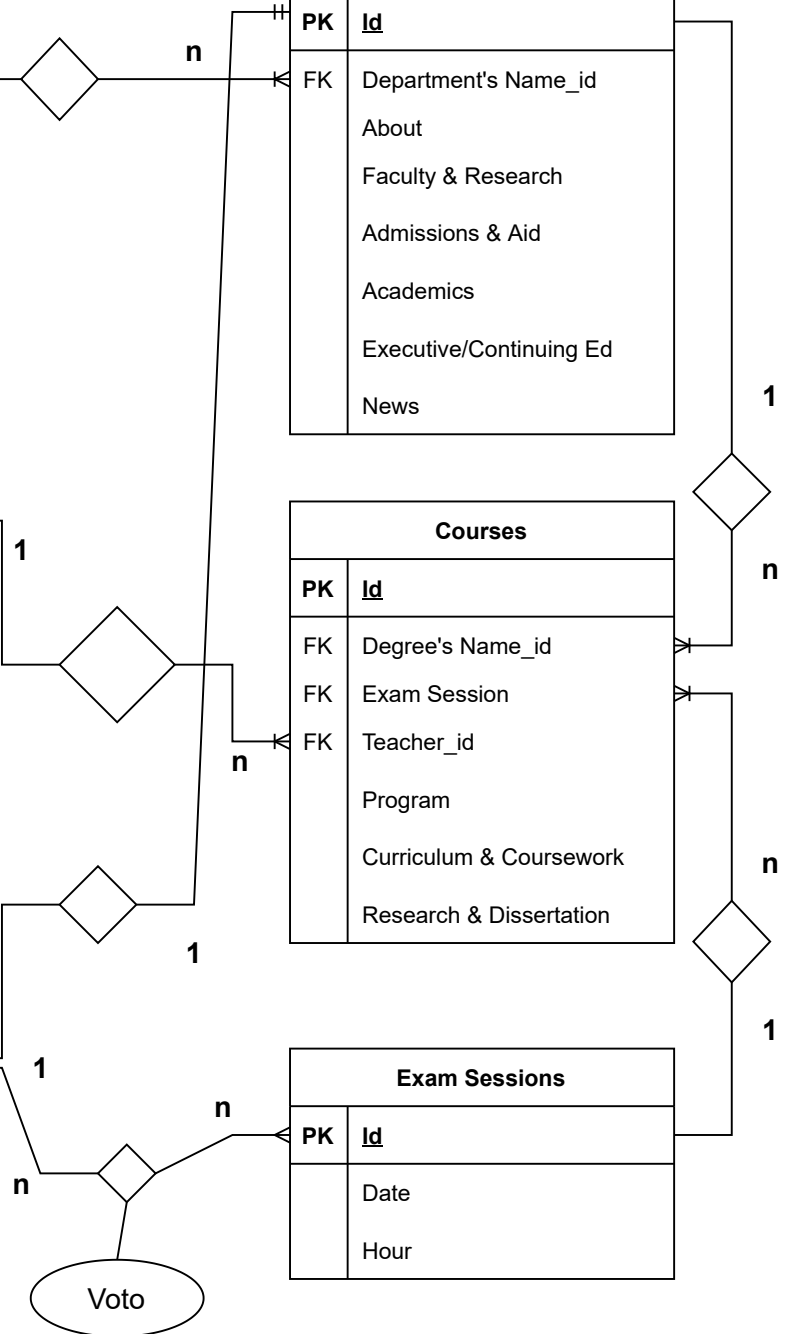 PK Id
n
FK Department's Name_id
About
Faculty & Research
Admissions & Aid
Academics
Executive/Continuing Ed
News
1
Courses
1
n
PK Id
FK Degree's Name_id
FK Exam Session
FK Teacher_id
n
Program
Curriculum & Coursework
n
Research & Dissertation
1
1
1
Exam Sessions
n
PK Id
n
Date
Hour
Voto